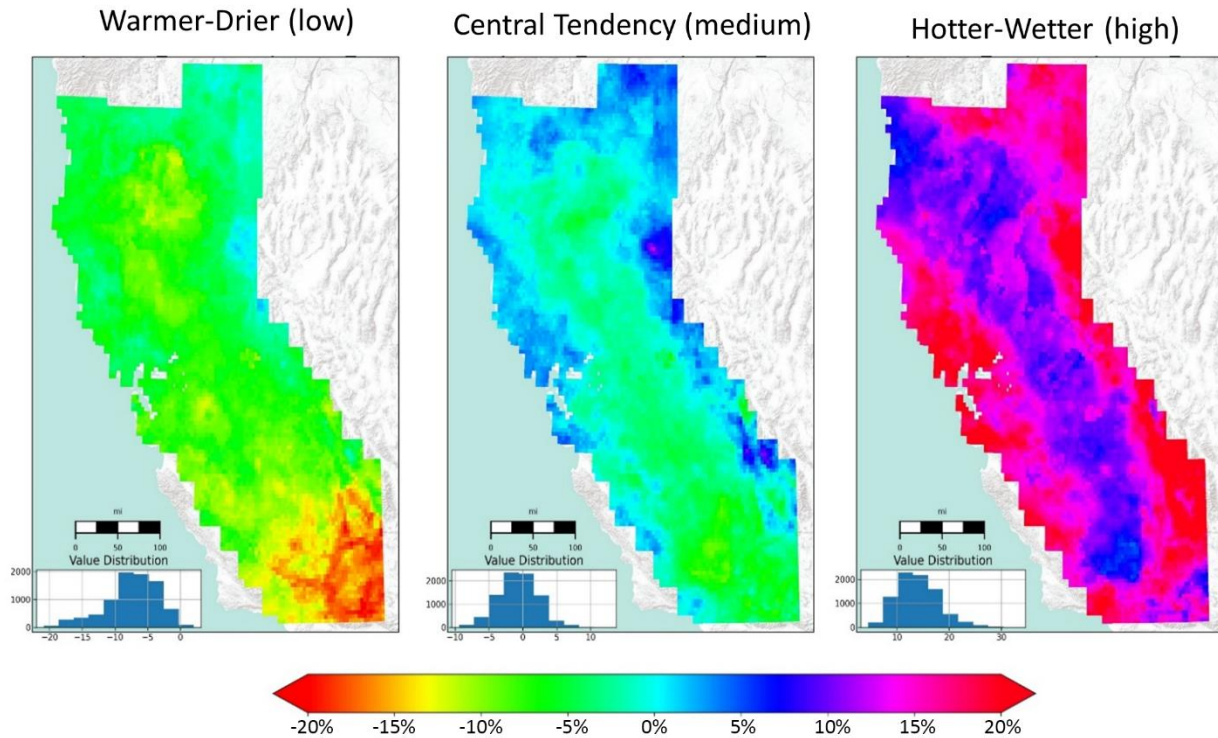 Warmer-Drier (low)
Central Tendency (medium)
Hotter-Wetter (high)
mi
0 50 100
Value Distribution
2000
1000
0
-20 -15 -10 -5 0
mi
0 50 100
Value Distribution
2000
1000
0
-10 -5 0 5 10
mi
0 50 100
Value Distribution
2000
1000
0
10 20 30
-20% -15% -10% -5% 0% 5% 10% 15% 20%